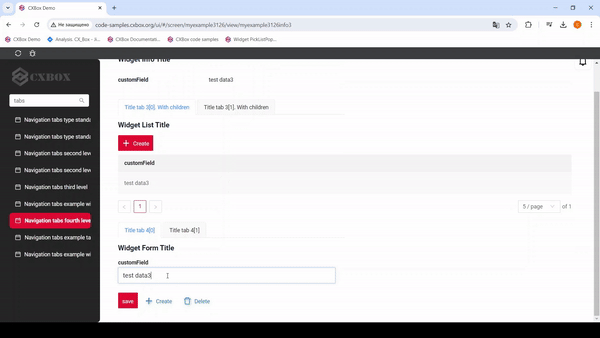 CXBox Demo
Не защищено code-samples.cxbox.org/ui/#/screen/myexample3126/view/myexample3126info3
CXBox Demo
Analysis. CX_Box - Ji...
CXBox Documentati...
CXBox code samples
Widget PickListPop...
CXBOX
tabs
Navigation tabs type standa
Navigation tabs type standa
Navigation tabs second leve
Navigation tabs second leve
Navigation tabs third level
Navigation tabs example wi
Navigation tabs fourth leve
Navigation tabs example ta
Navigation tabs example wi
Widget Info Title
customField test data3
Title tab 3[0]. With children Title tab 3[1]. With children
Widget List Title
Create
customField
test data3
1
5 / page of 1
Title tab 4[0] Title tab 4[1]
Widget Form Title
customField
test data3
save Create Delete